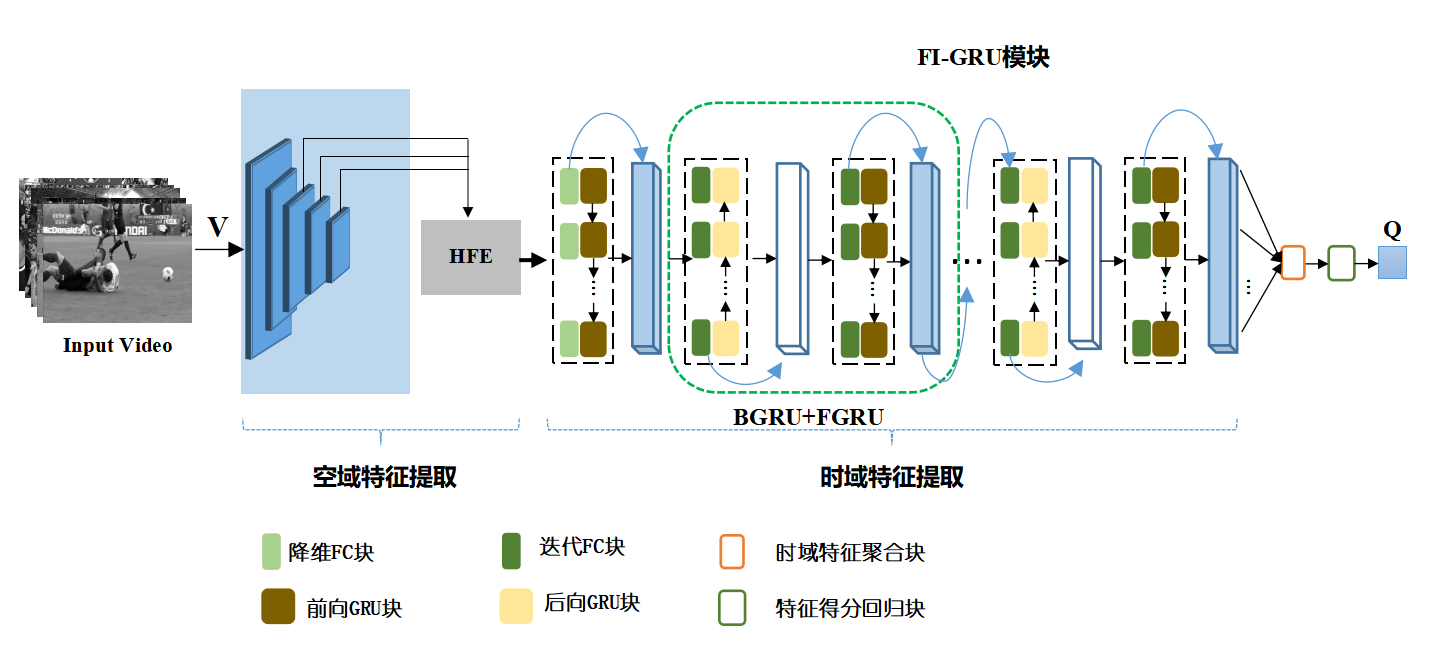 FI-GRU模块
V
Input Video
HFE
...
Q
BGRU+FGRU
空域特征提取
时域特征提取
降维FC块
迭代FC块
时域特征聚合块
前向GRU块
后向GRU块
特征得分回归块